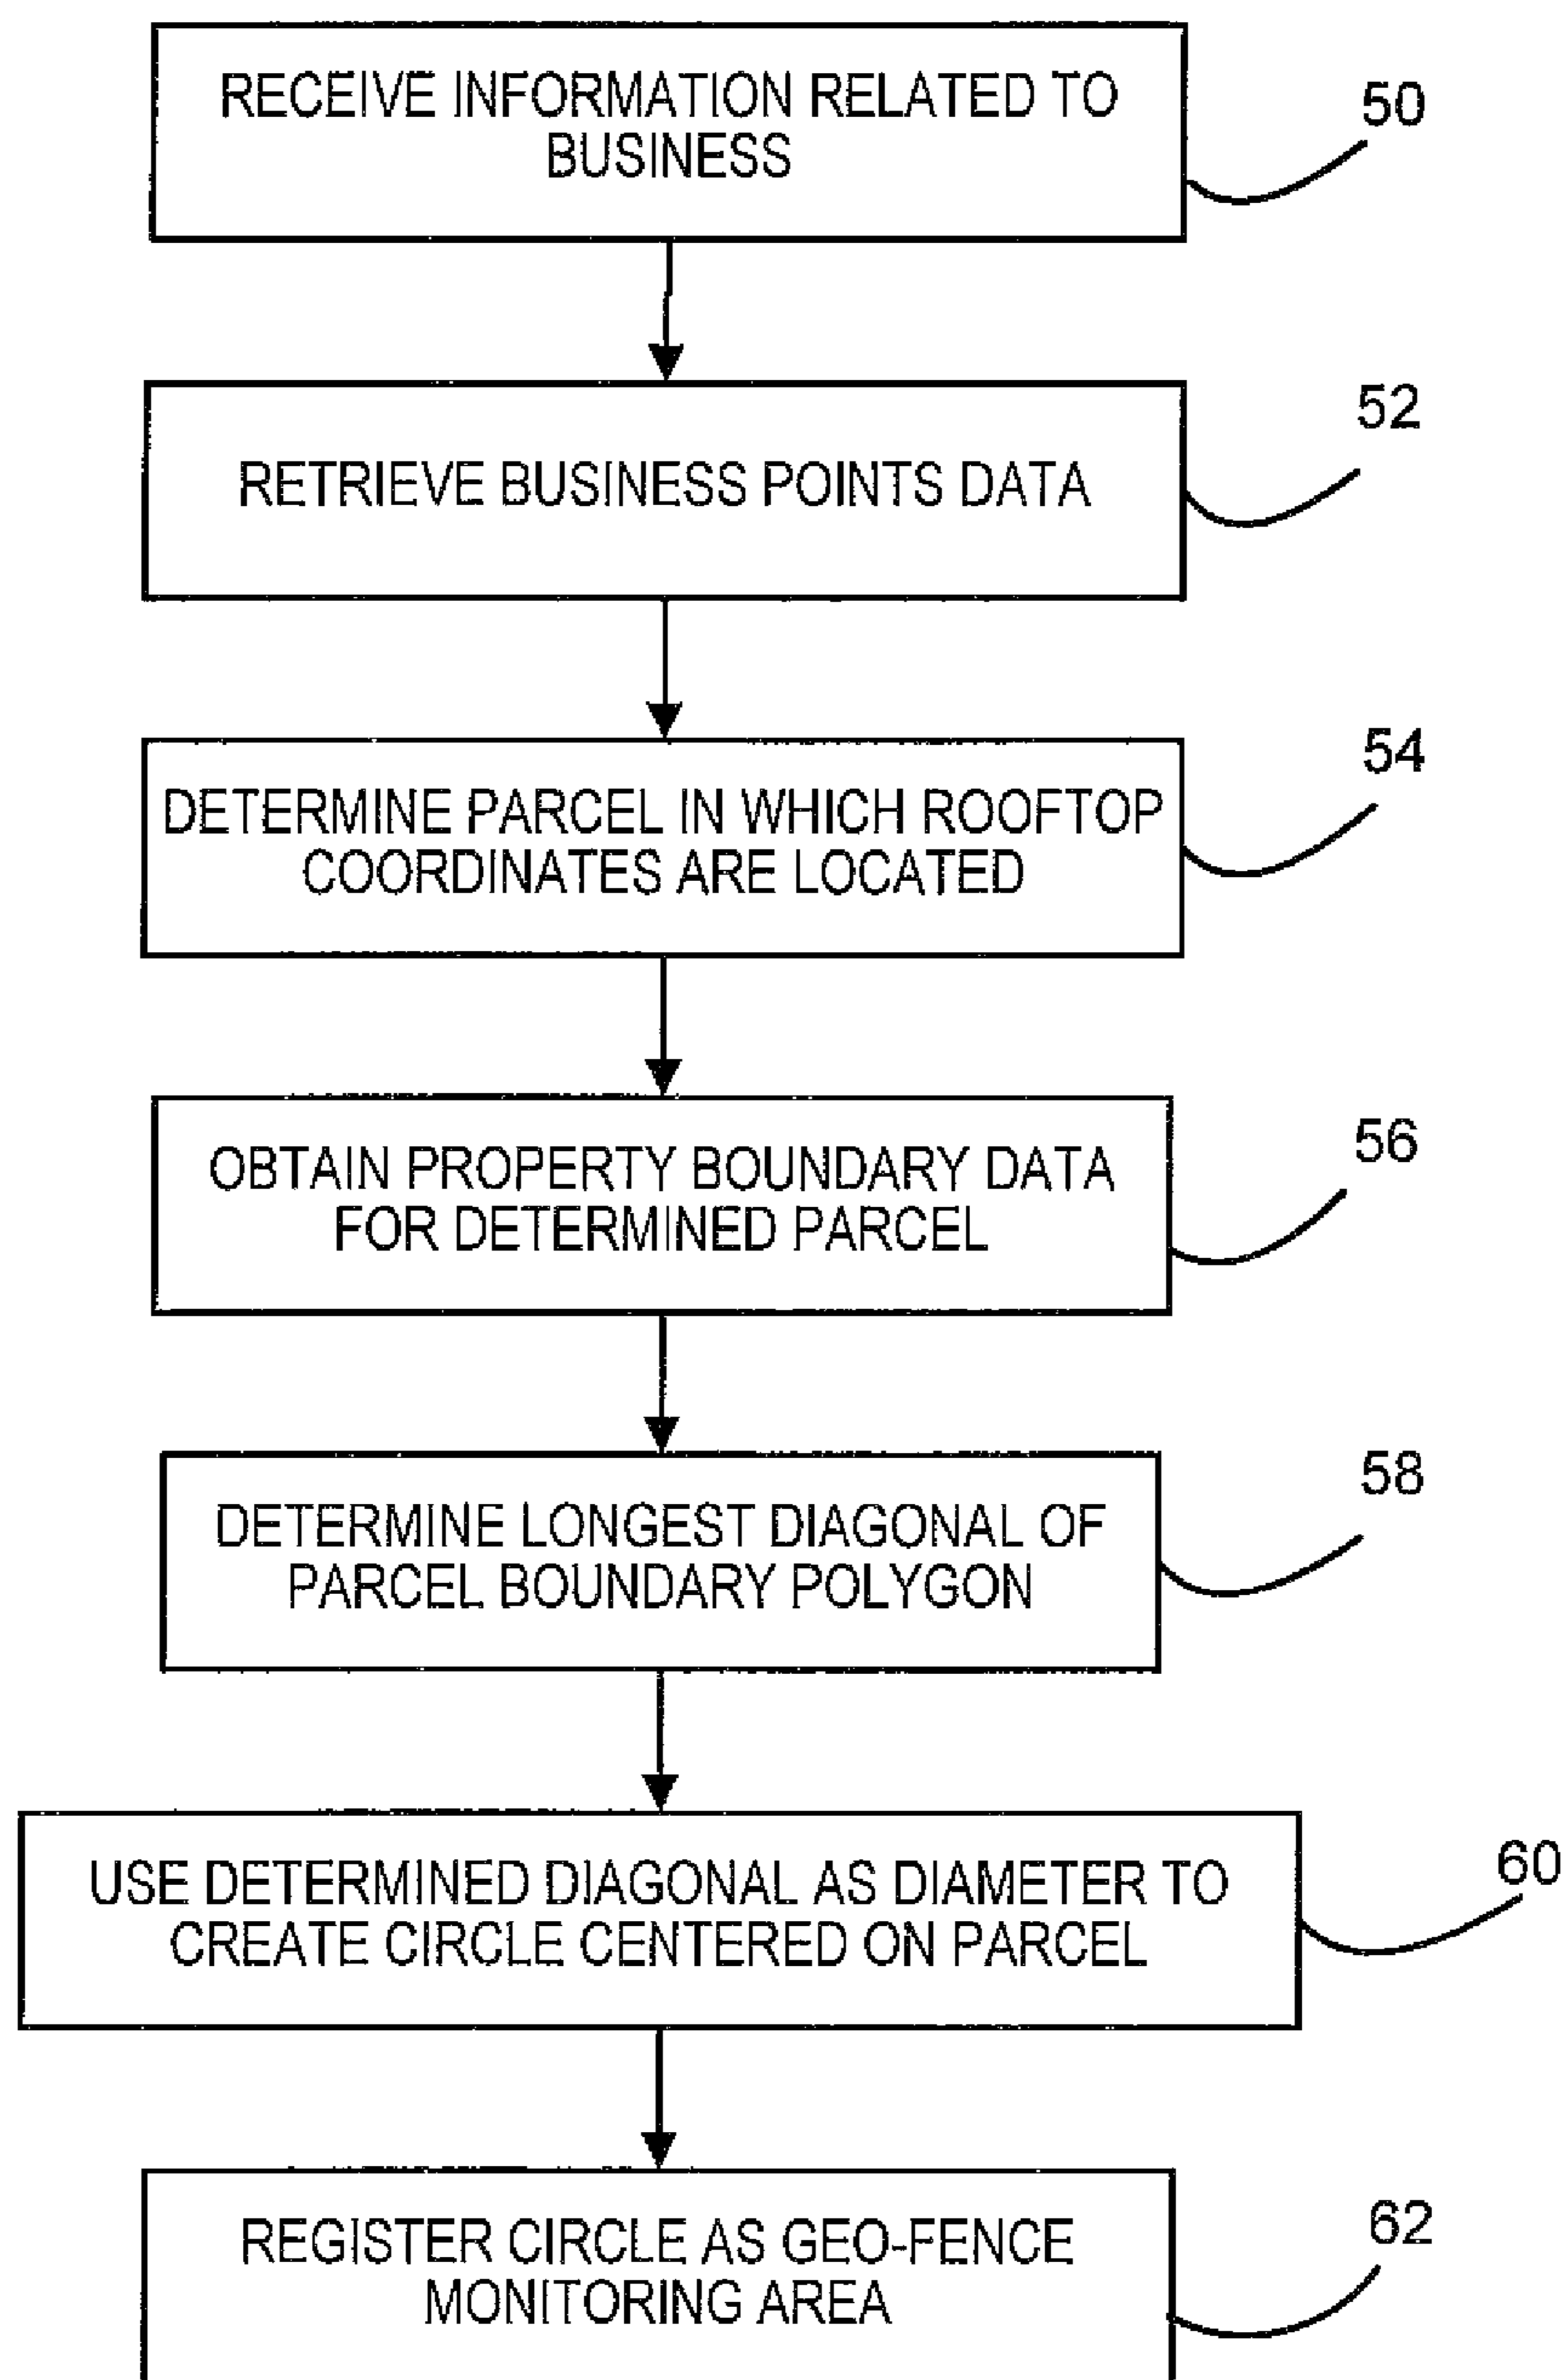 RECEIVE INFORMATION RELATED TO
BUSINESS
50
RETRIEVE BUSINESS POINTS DATA
52
DETERMINE PARCEL IN WHICH ROOFTOP
COORDINATES ARE LOCATED
54
OBTAIN PROPERTY BOUNDARY DATA
FOR DETERMINED PARCEL
56
DETERMINE LONGEST DIAGONAL OF
PARCEL BOUNDARY POLYGON
58
USE DETERMINED DIAGONAL AS DIAMETER TO
CREATE CIRCLE CENTERED ON PARCEL
60
REGISTER CIRCLE AS GEO-FENCE
MONITORING AREA
62